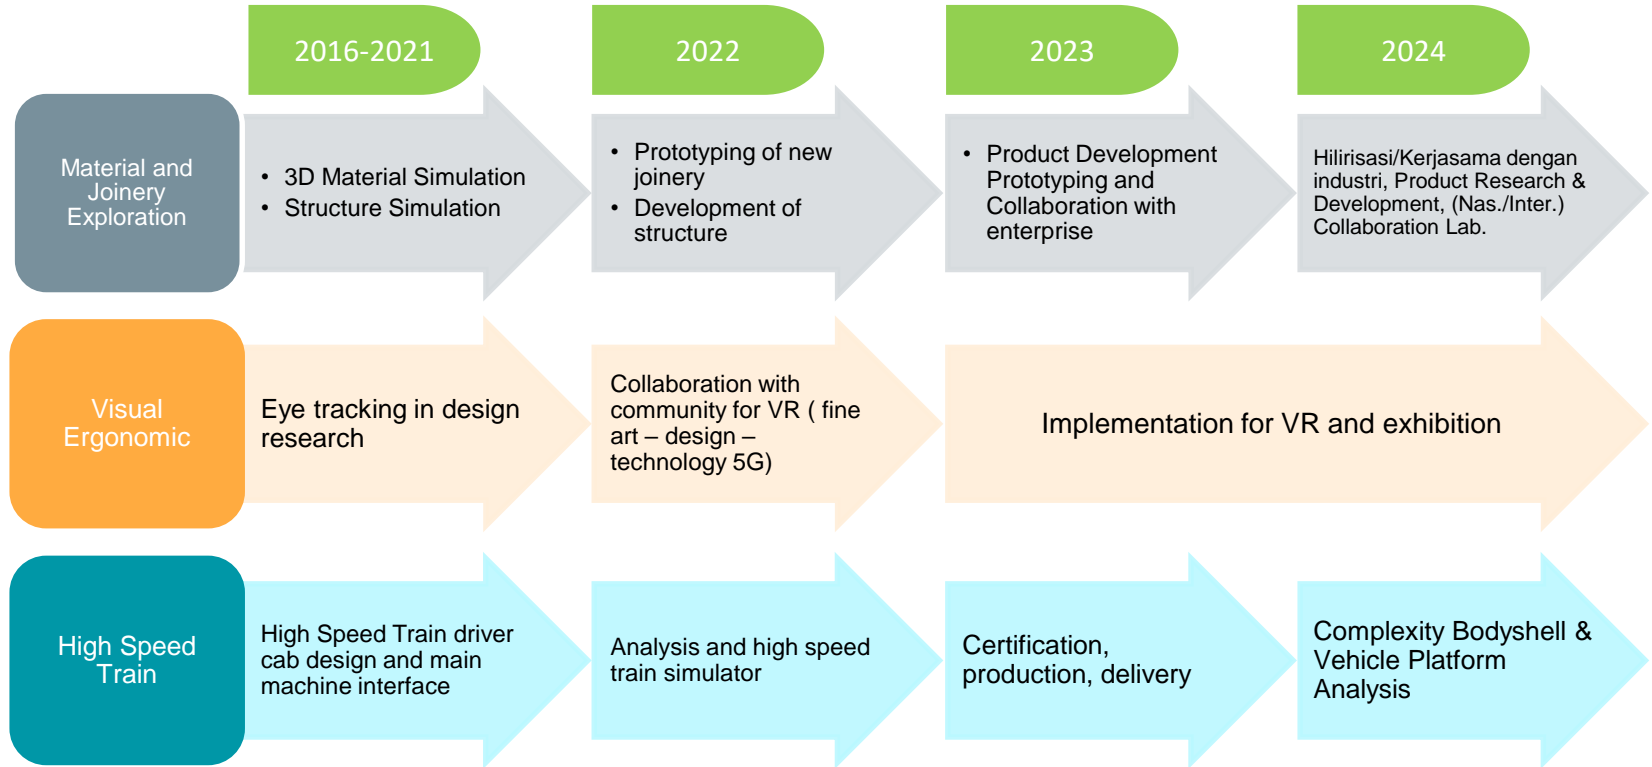 2016-2021
2022
2023
2024
Material and
Joinery
Exploration
• 3D Material Simulation
• Structure Simulation
• Prototyping of new
joinery
• Development of
structure
• Product Development
Prototyping and
Collaboration with
enterprise
Hilirisasi/Kerjasama dengan
industri, Product Research &
Development, (Nas./Inter.)
Collaboration Lab.
Visual
Ergonomic
Eye tracking in design
research
Collaboration with
community for VR ( fine
art – design –
technology 5G)
Implementation for VR and exhibition
High Speed
Train
High Speed Train driver
cab design and main
machine interface
Analysis and high speed
train simulator
Certification,
production, delivery
Complexity Bodyshell &
Vehicle Platform
Analysis